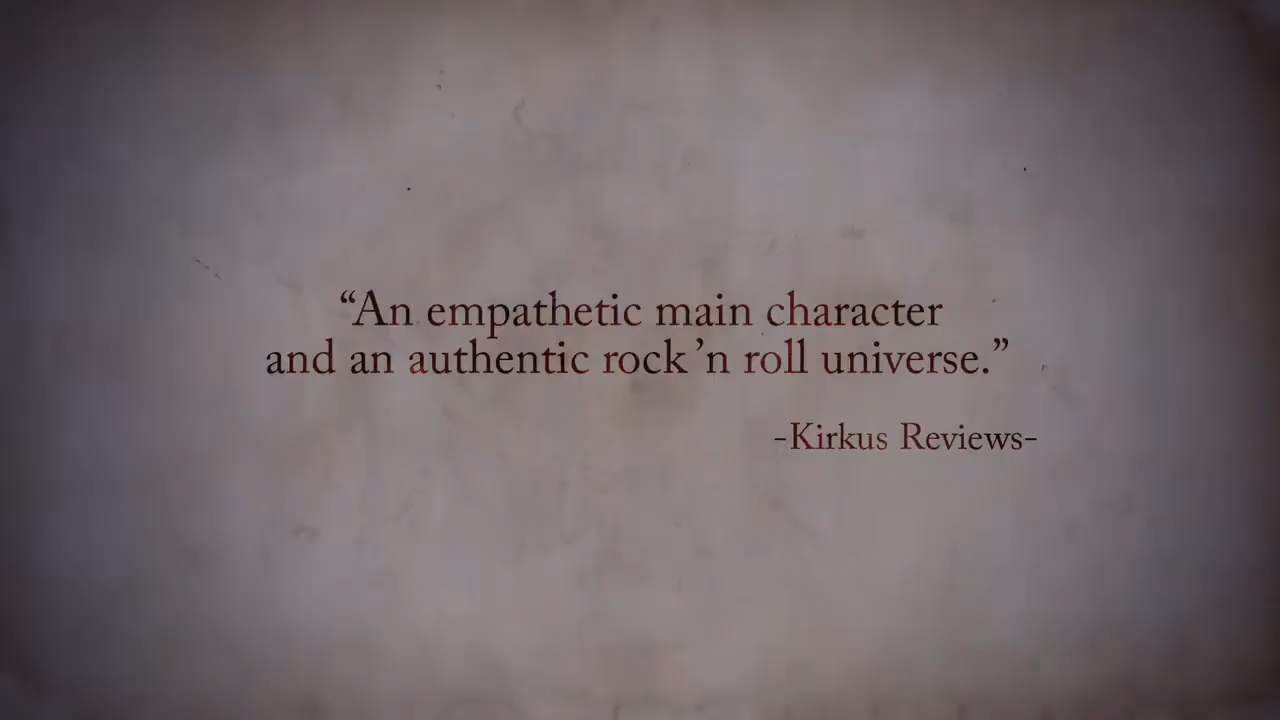 “An empathetic main character
and an authentic rock ’n roll universe.”
-Kirkus Reviews-